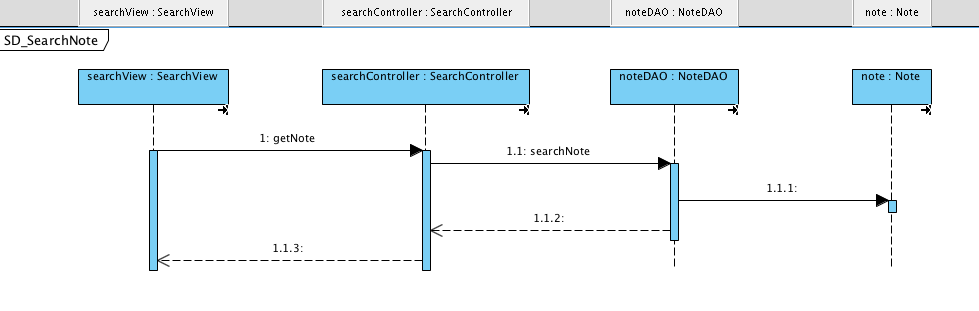 searchView : SearchView
searchController : SearchController
noteDAO : NoteDAO
note : Note
SD_SearchNote
searchView : SearchView
searchController : SearchController
noteDAO : NoteDAO
note : Note
1: getNote
1.1: searchNote
1.1.1:
1.1.2:
1.1.3: